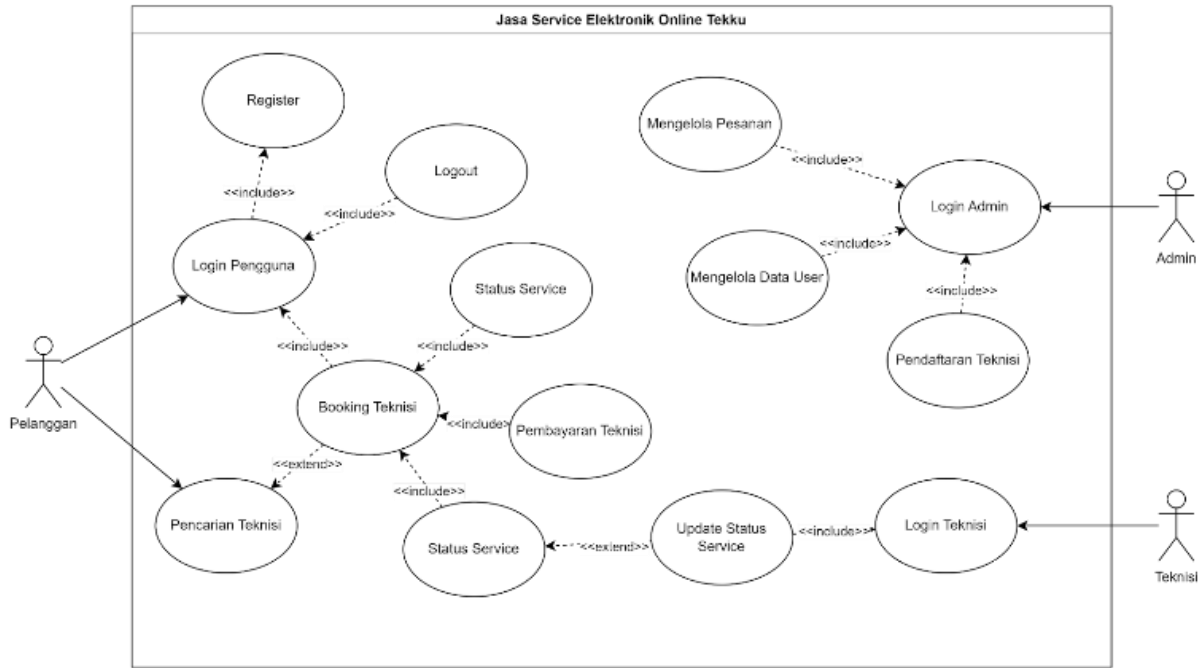 Jasa Service Elektronik Online Tekku
Register
<<include>>
Logout
<<include>>
Login Pengguna
Status Service
<<include>>
<<include>>
Pelanggan
Booking Teknisi
<<include>
Pembayaran Teknisi
<<extend>>
<<include>>
Pencarian Teknisi
Status Service
<<extend>>
Update Status
Service
<<include>>
Login Teknisi
Teknisi
Mengelola Pesanan
<<include>>
Login Admin
Admin
<<include>>
Mengelola Data User
<<include>>
Pendaftaran Teknisi